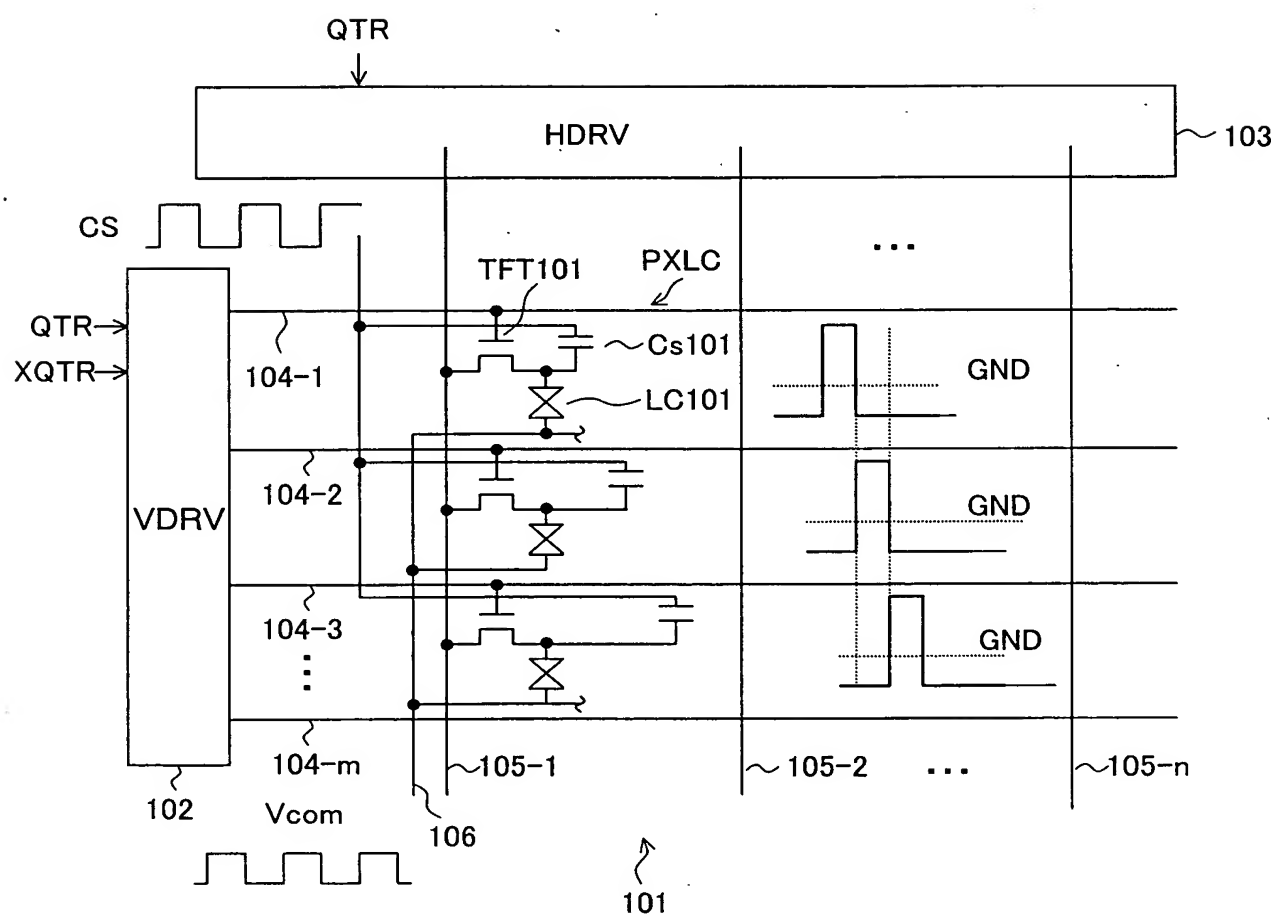 QTR
HDRV
103
CS
...
TFT101
PXLC
QTR
XQTR
104-1
Cs101
GND
LC101
104-2
VDRV
GND
104-3
GND
104-m
105-1
105-2
...
105-n
102
Vcom
106
101